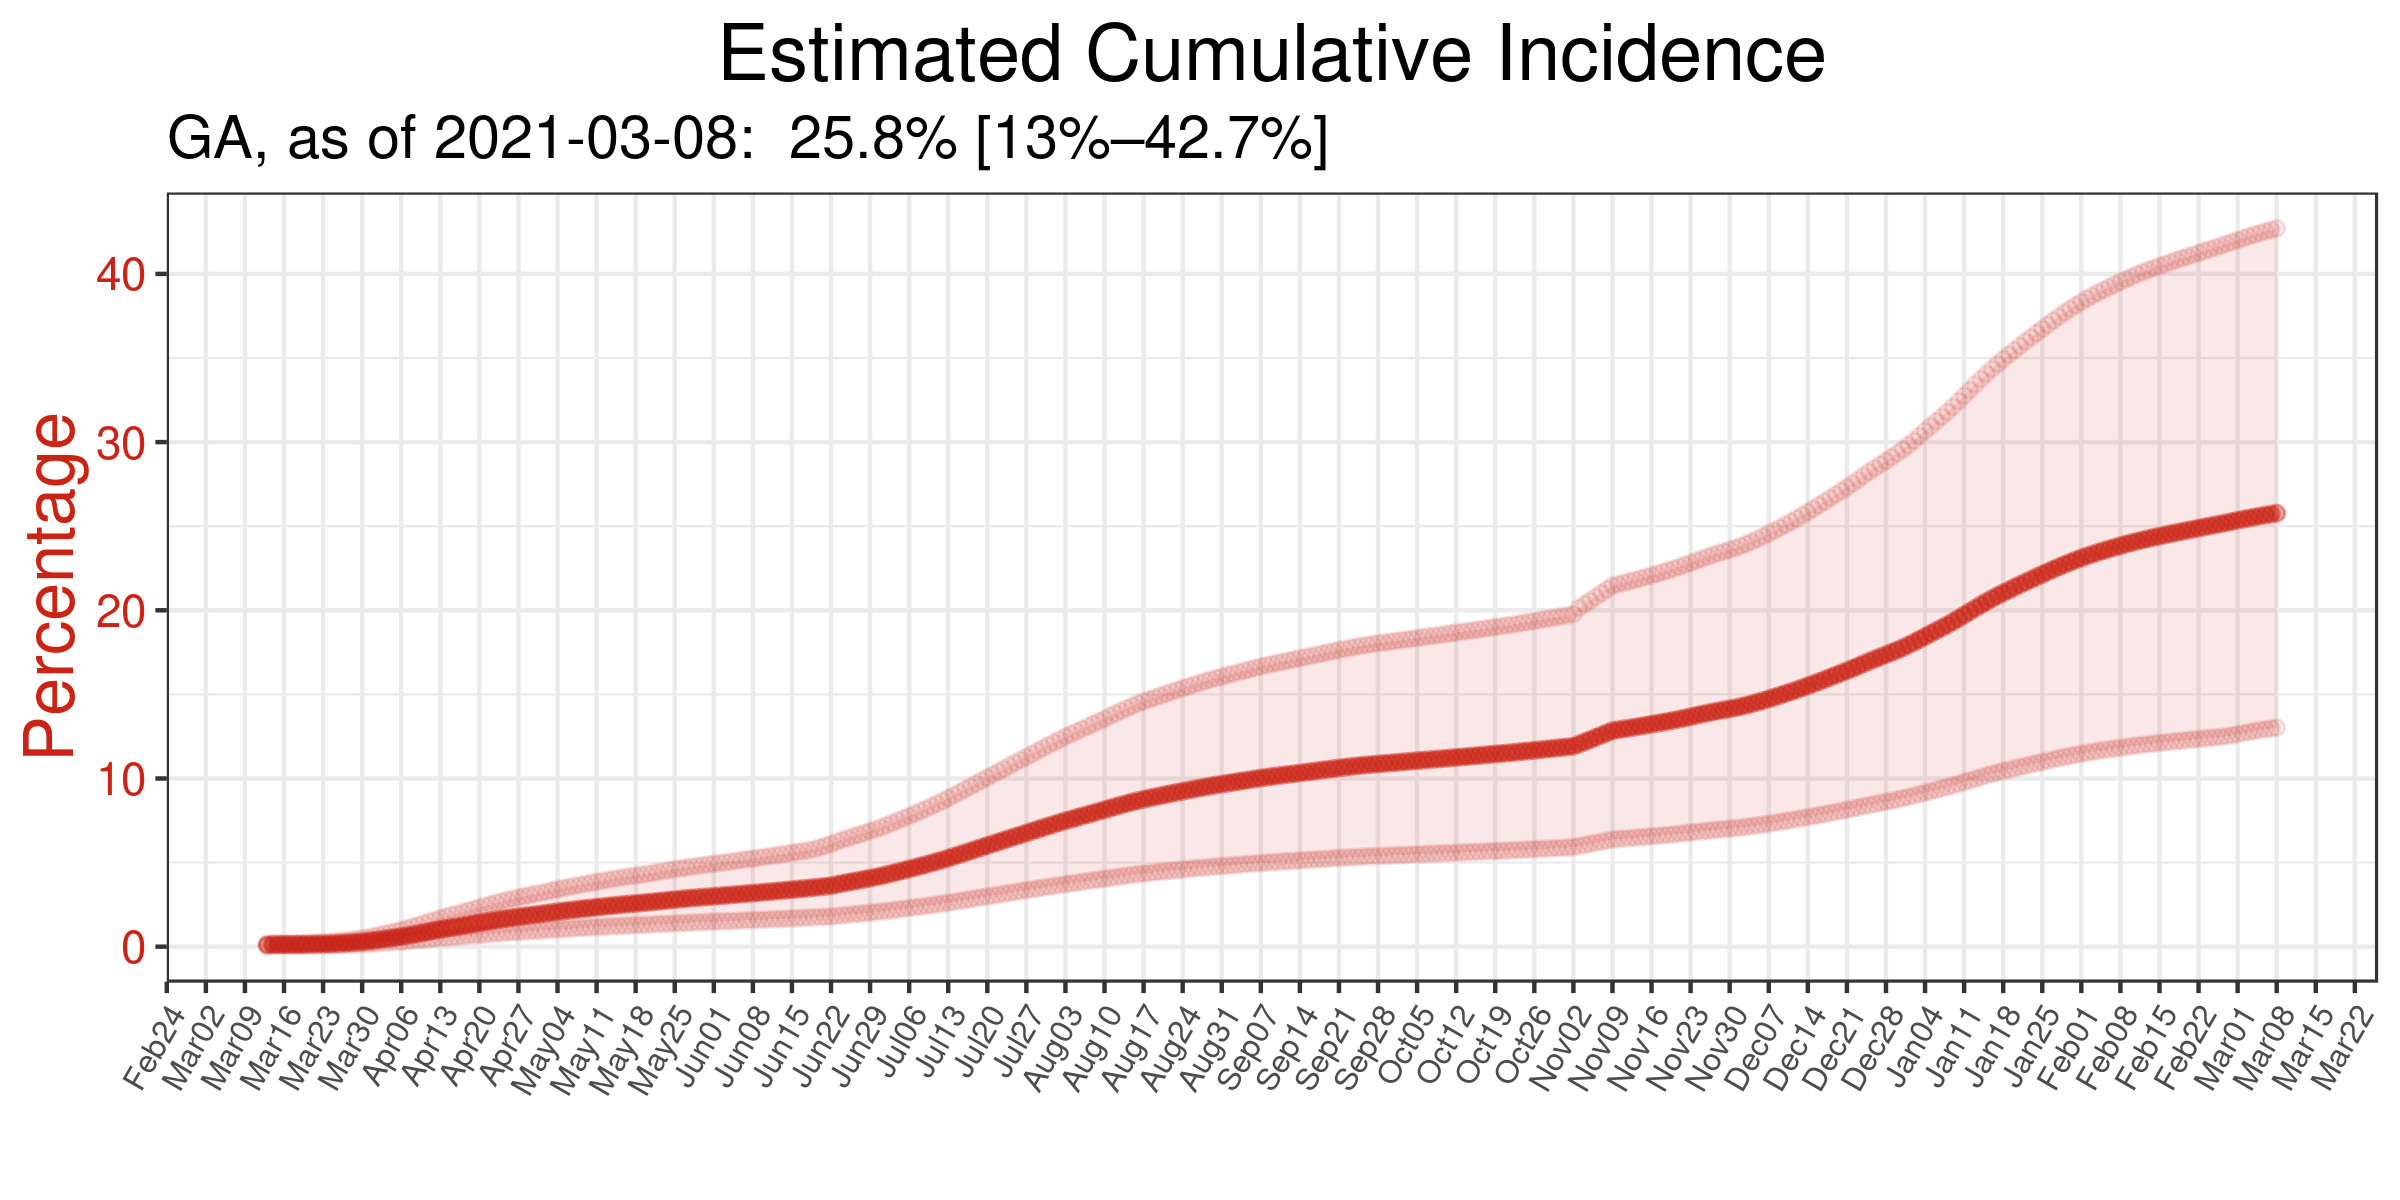 Estimated Cumulative Incidence
GA, as of 2021-03-08:  25.8% [13%–42.7%]
Percentage
40
30
20
10
0
Feb24
Mar02
Mar09
Mar16
Mar23
Mar30
Apr06
Apr13
Apr20
Apr27
May04
May11
May18
May25
Jun01
Jun08
Jun15
Jun22
Jun29
Jul06
Jul13
Jul20
Jul27
Aug03
Aug10
Aug17
Aug24
Aug31
Sep07
Sep14
Sep21
Sep28
Oct05
Oct12
Oct19
Oct26
Nov02
Nov09
Nov16
Nov23
Nov30
Dec07
Dec14
Dec21
Dec28
Jan04
Jan11
Jan18
Jan25
Feb01
Feb08
Feb15
Feb22
Mar01
Mar08
Mar15
Mar22